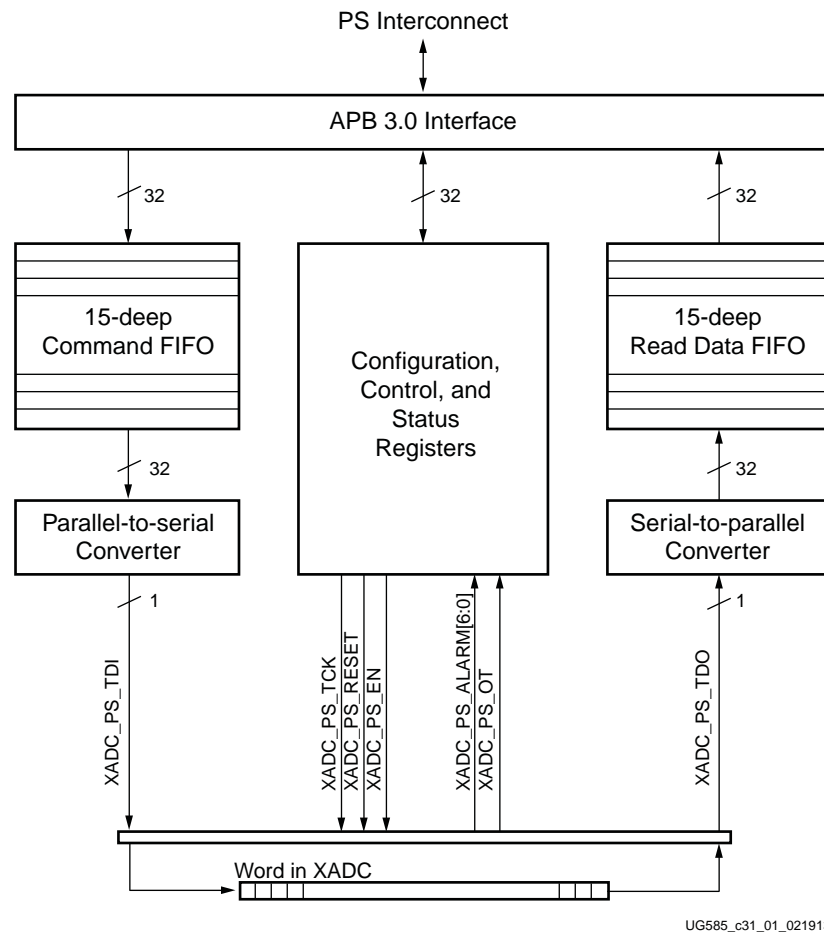 PS Interconnect
APB 3.0 Interface
32
32
32
15-deep
Command FIFO
Configuration,
Control, and
Status
Registers
15-deep
Read Data FIFO
32
32
Parallel-to-serial
Converter
Serial-to-parallel
Converter
1
1
XADC_PS_TDI
XADC_PS_TCK
XADC_PS_RESET
XADC_PS_EN
XADC_PS_ALARM[6:0]
XADC_PS_OT
XADC_PS_TDO
Word in XADC
UG585_c31_01_02191